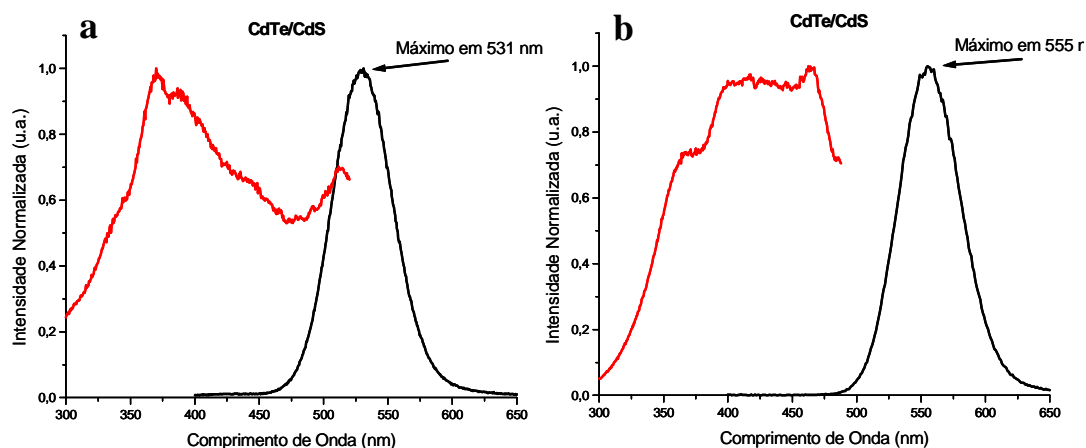 a
CdTe/CdS
Máximo em 531 nm
Intensidade Normalizada (u.a.)
1,0
0,8
0,6
0,4
0,2
0,0
300 350 400 450 500 550 600 650
Comprimento de Onda (nm)
b
CdTe/CdS
Máximo em 555 n
Intensidade Normalizada (u.a.)
1,0
0,8
0,6
0,4
0,2
0,0
300 350 400 450 500 550 600 650
Comprimento de Onda (nm)